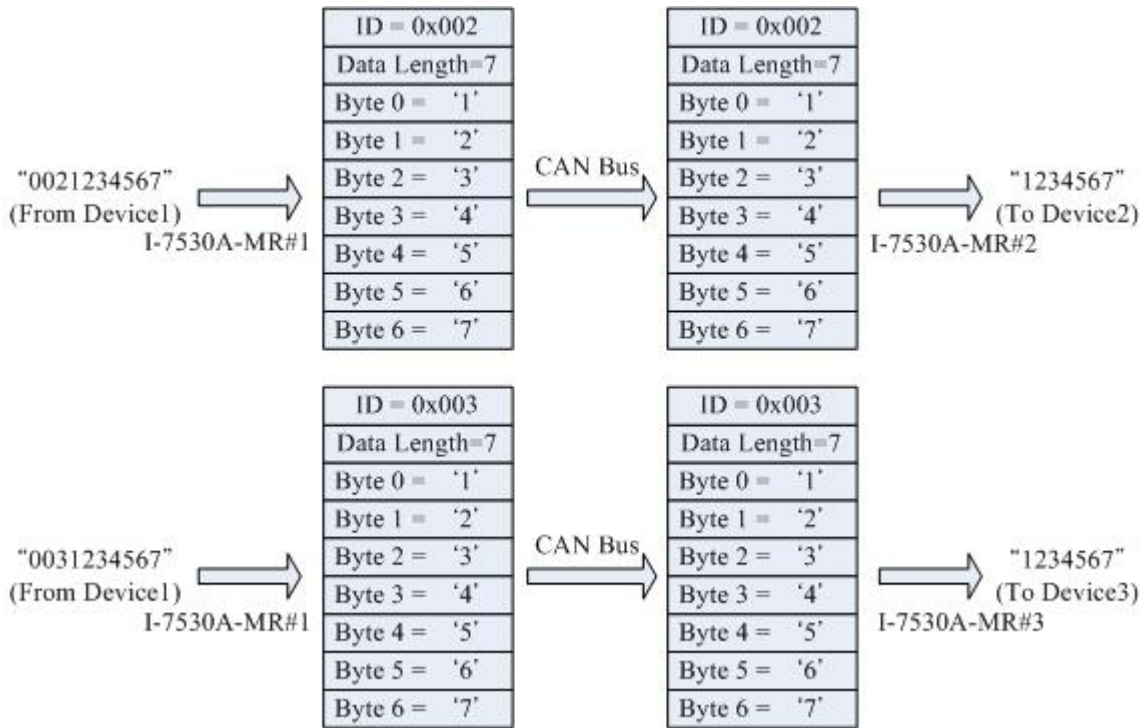 ID = 0x002
Data Length=7
Byte 0 = ‘1’
Byte 1 = ‘2’
Byte 2 = ‘3’
Byte 3 = ‘4’
Byte 4 = ‘5’
Byte 5 = ‘6’
Byte 6 = ‘7’
“0021234567”
(From Device1)
I-7530A-MR#1
CAN Bus
ID = 0x002
Data Length=7
Byte 0 = ‘1’
Byte 1 = ‘2’
Byte 2 = ‘3’
Byte 3 = ‘4’
Byte 4 = ‘5’
Byte 5 = ‘6’
Byte 6 = ‘7’
“1234567”
(To Device2)
I-7530A-MR#2
ID = 0x003
Data Length=7
Byte 0 = ‘1’
Byte 1 = ‘2’
Byte 2 = ‘3’
Byte 3 = ‘4’
Byte 4 = ‘5’
Byte 5 = ‘6’
Byte 6 = ‘7’
“0031234567”
(From Device1)
I-7530A-MR#1
CAN Bus
ID = 0x003
Data Length=7
Byte 0 = ‘1’
Byte 1 = ‘2’
Byte 2 = ‘3’
Byte 3 = ‘4’
Byte 4 = ‘5’
Byte 5 = ‘6’
Byte 6 = ‘7’
“1234567”
(To Device3)
I-7530A-MR#3